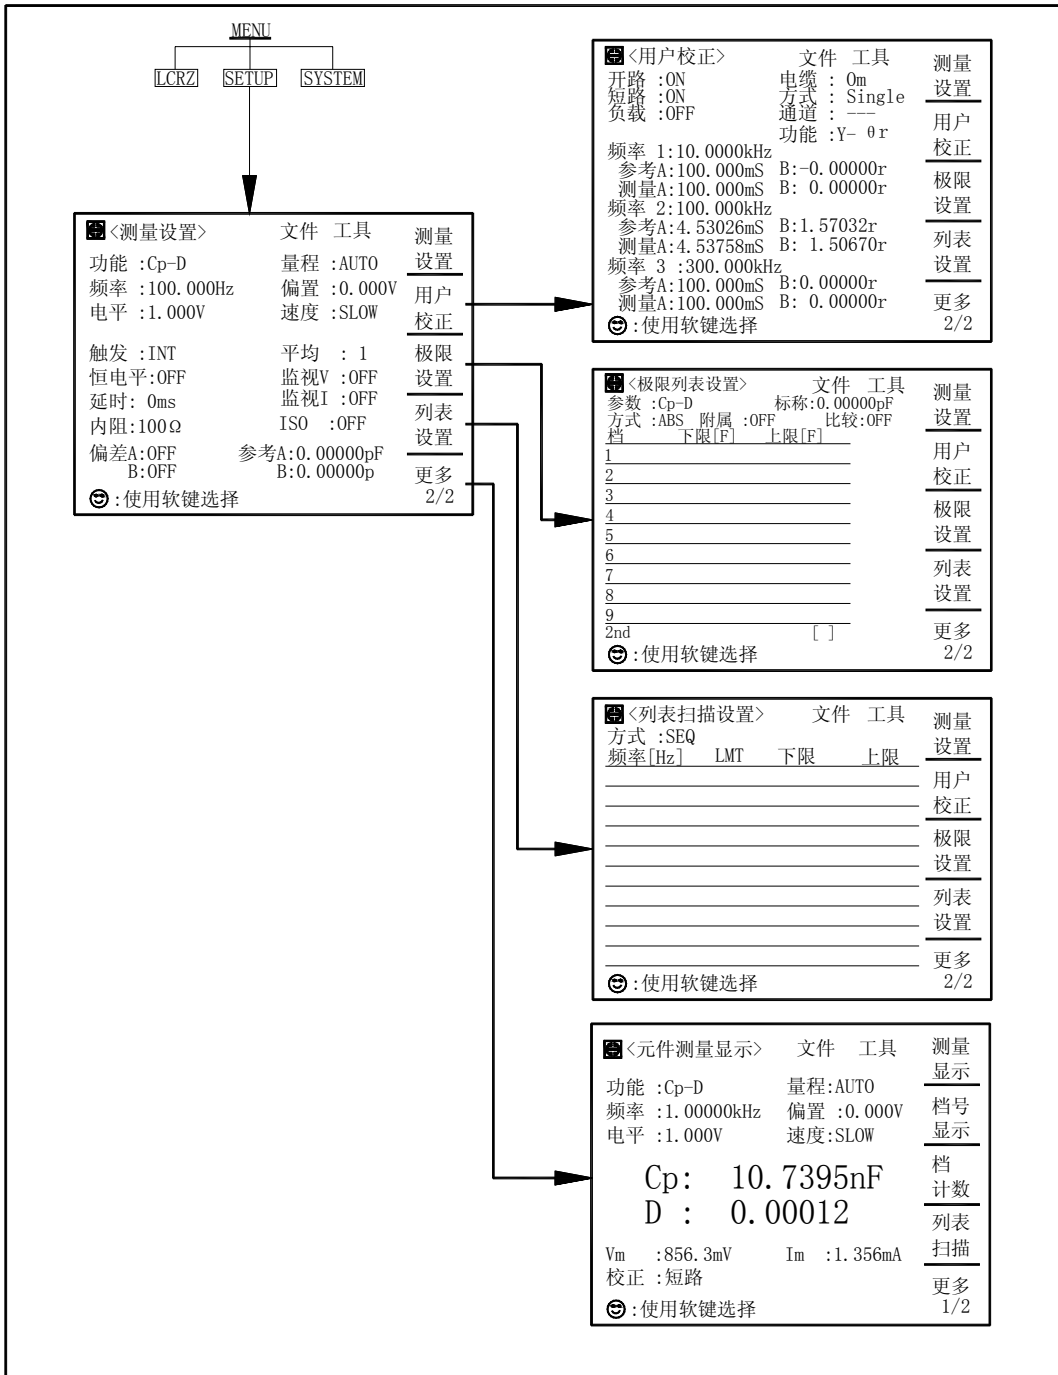 MENU
LCRZ SETUP SYSTEM
<测量设置> 文件 工具
功能 :Cp-D 量程 :AUTO
频率 :100.000Hz 偏置 :0.000V
电平 :1.000V 速度 :SLOW
触发 :INT 平均 : 1
恒电平:OFF 监视V :OFF
延时: 0ms 监视I :OFF
内阻:100Ω ISO :OFF
偏差A:OFF 参考A:0.00000pF
B:OFF B:0.00000p
:使用软键选择
测量
设置
用户
校正
极限
设置
列表
设置
更多
2/2
<用户校正> 文件 工具
开路 :ON 电缆 : 0m
短路 :ON 方式 : Single
负载 :OFF 通道 : ---
功能 :Y- θr
频率 1:10.0000kHz
参考A:100.000mS B:-0.00000r
测量A:100.000mS B: 0.00000r
频率 2:100.000kHz
参考A:4.53026mS B:1.57032r
测量A:4.53758mS B: 1.50670r
频率 3 :300.000kHz
参考A:100.000mS B:0.00000r
测量A:100.000mS B: 0.00000r
:使用软键选择
测量
设置
用户
校正
极限
设置
列表
设置
更多
2/2
<极限列表设置> 文件 工具
参数 :Cp-D 标称:0.00000pF
方式 :ABS 附属 :OFF 比较:OFF
档 下限[F] 上限[F]
1
2
3
4
5
6
7
8
9
2nd [ ]
:使用软键选择
测量
设置
用户
校正
极限
设置
列表
设置
更多
2/2
<列表扫描设置> 文件 工具
方式 :SEQ
频率[Hz] LMT 下限 上限
:使用软键选择
测量
设置
用户
校正
极限
设置
列表
设置
更多
2/2
<元件测量显示> 文件 工具
功能 :Cp-D 量程:AUTO
频率 :1.00000kHz 偏置 :0.000V
电平 :1.000V 速度:SLOW
Cp: 10.7395nF
D : 0.00012
Vm :856.3mV Im :1.356mA
校正 :短路
:使用软键选择
测量
显示
档号
显示
档
计数
列表
扫描
更多
1/2